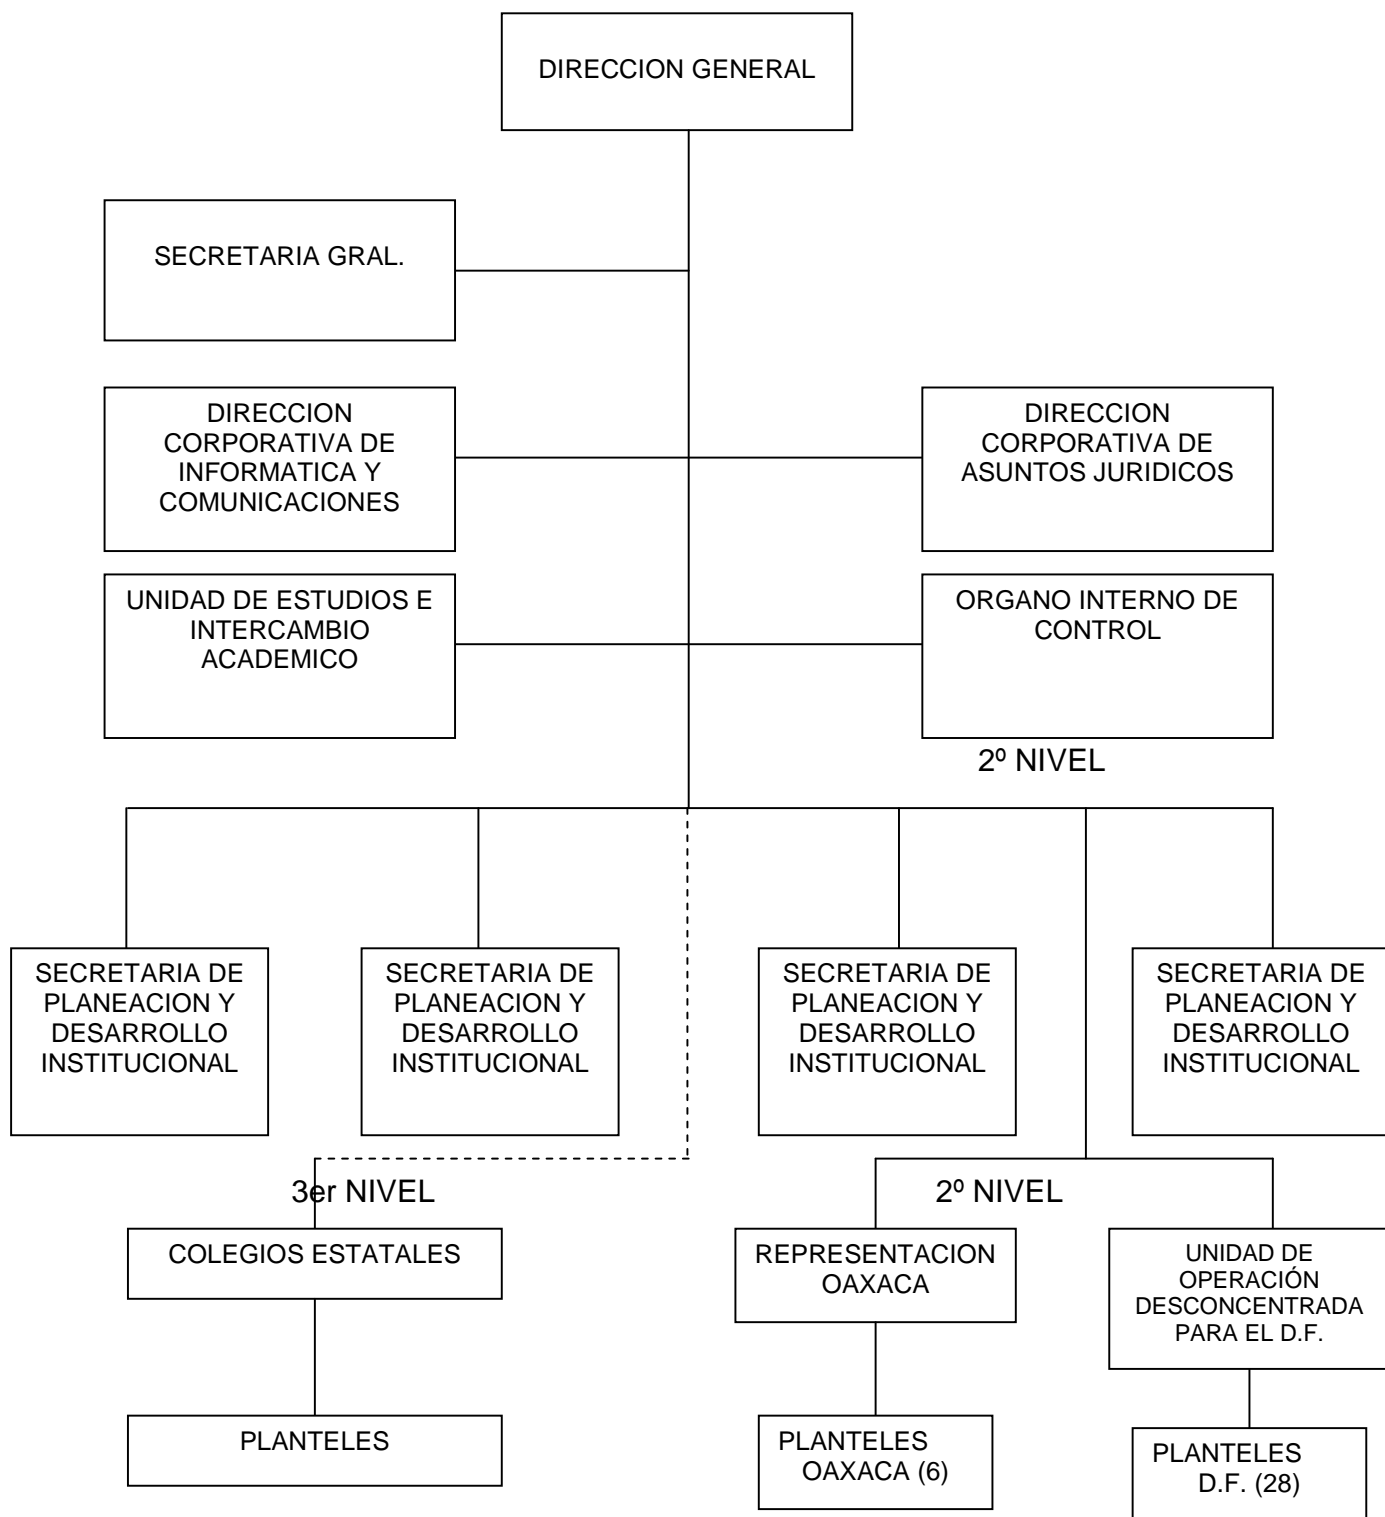 DIRECCION GENERAL
SECRETARIA GRAL.
DIRECCION
CORPORATIVA DE
INFORMATICA Y
COMUNICACIONES
DIRECCION
CORPORATIVA DE
ASUNTOS JURIDICOS
UNIDAD DE ESTUDIOS E
INTERCAMBIO
ACADEMICO
ORGANO INTERNO DE
CONTROL
2º NIVEL
SECRETARIA DE
PLANEACION Y
DESARROLLO
INSTITUCIONAL
SECRETARIA DE
PLANEACION Y
DESARROLLO
INSTITUCIONAL
SECRETARIA DE
PLANEACION Y
DESARROLLO
INSTITUCIONAL
SECRETARIA DE
PLANEACION Y
DESARROLLO
INSTITUCIONAL
3er NIVEL
2º NIVEL
COLEGIOS ESTATALES
REPRESENTACION
OAXACA
UNIDAD DE
OPERACIÓN
DESCONCENTRADA
PARA EL D.F.
PLANTELES
PLANTELES
OAXACA (6)
PLANTELES
D.F. (28)